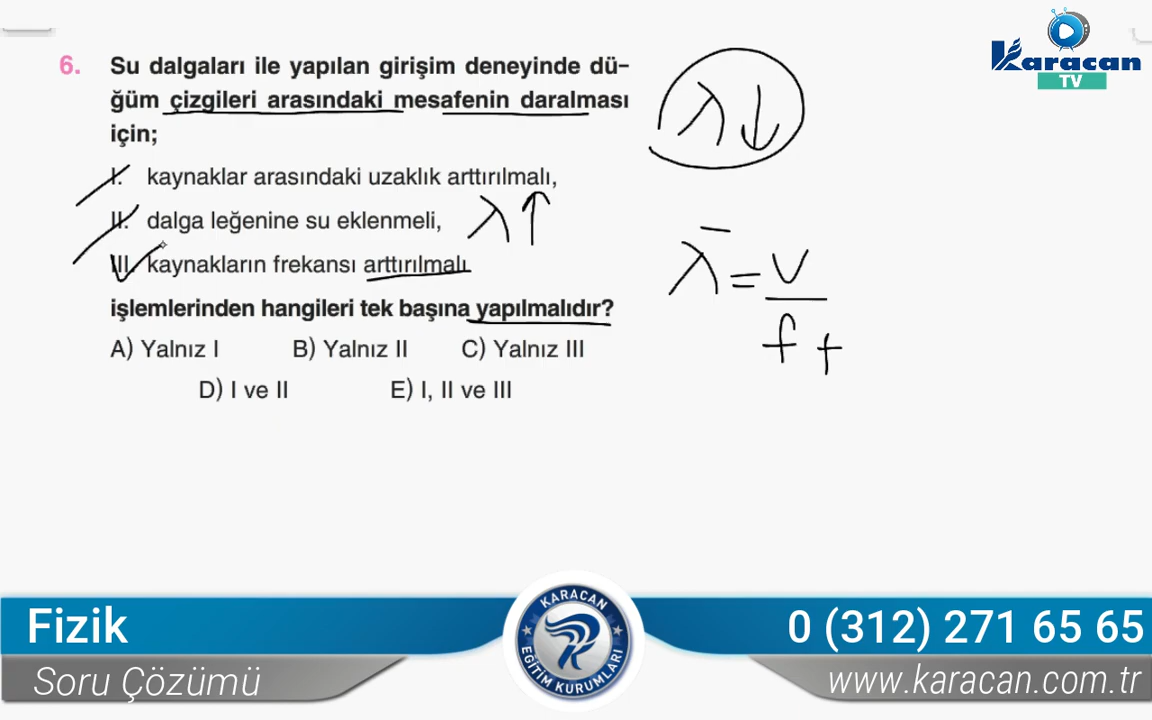 Karacan
TV
6. Su dalgaları ile yapılan girişim deneyinde dü-
ğüm çizgileri arasındaki mesafenin daralması
için;
λ↓
I. kaynaklar arasındaki uzaklık arttırılmalı,
II. dalga leğenine su eklenmeli,
λ↑
III. kaynakların frekansı arttırılmalı
λ̄ = v
f +
işlemlerinden hangileri tek başına yapılmalıdır?
A) Yalnız I B) Yalnız II C) Yalnız III
D) I ve II E) I, II ve III
Fizik
Soru Çözümü
KARACAN
EĞİTİM KURUMLARI
0 (312) 271 65 65
www.karacan.com.tr